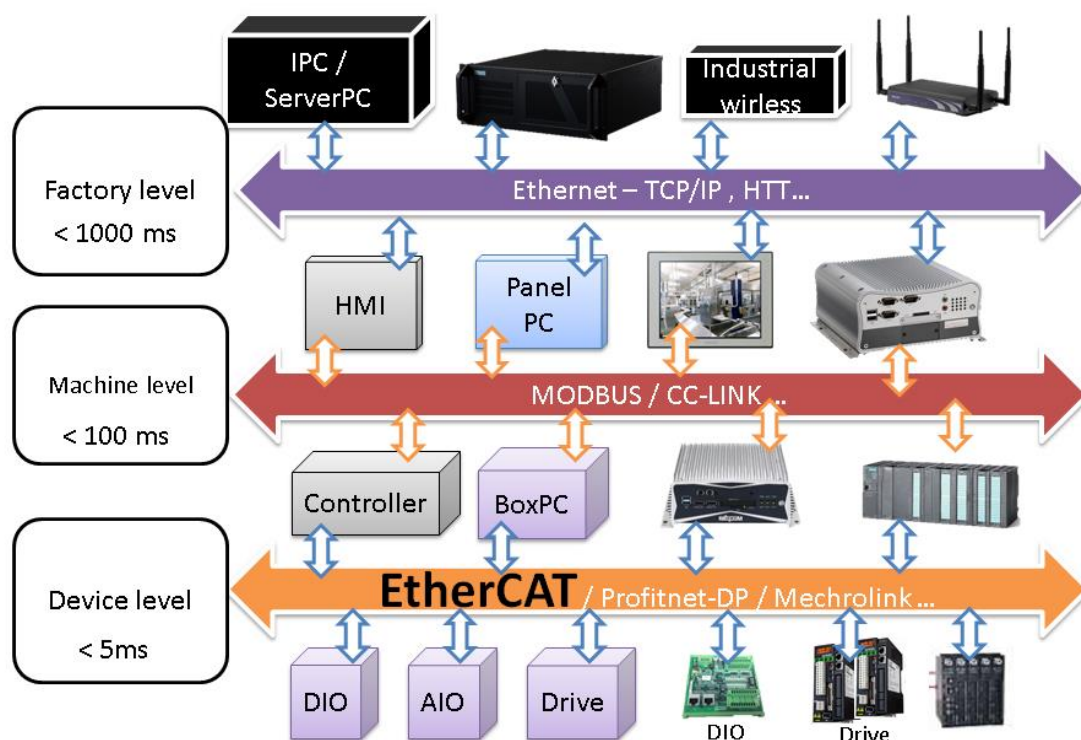 IPC /
ServerPC
Industrial
wirless
Factory level
< 1000 ms
Ethernet – TCP/IP , HTT...
HMI
Panel
PC
Machine level
< 100 ms
MODBUS / CC-LINK ...
Controller
BoxPC
Device level
< 5ms
EtherCAT / Profitnet-DP / Mechrolink ...
DIO
AIO
Drive
DIO
Drive